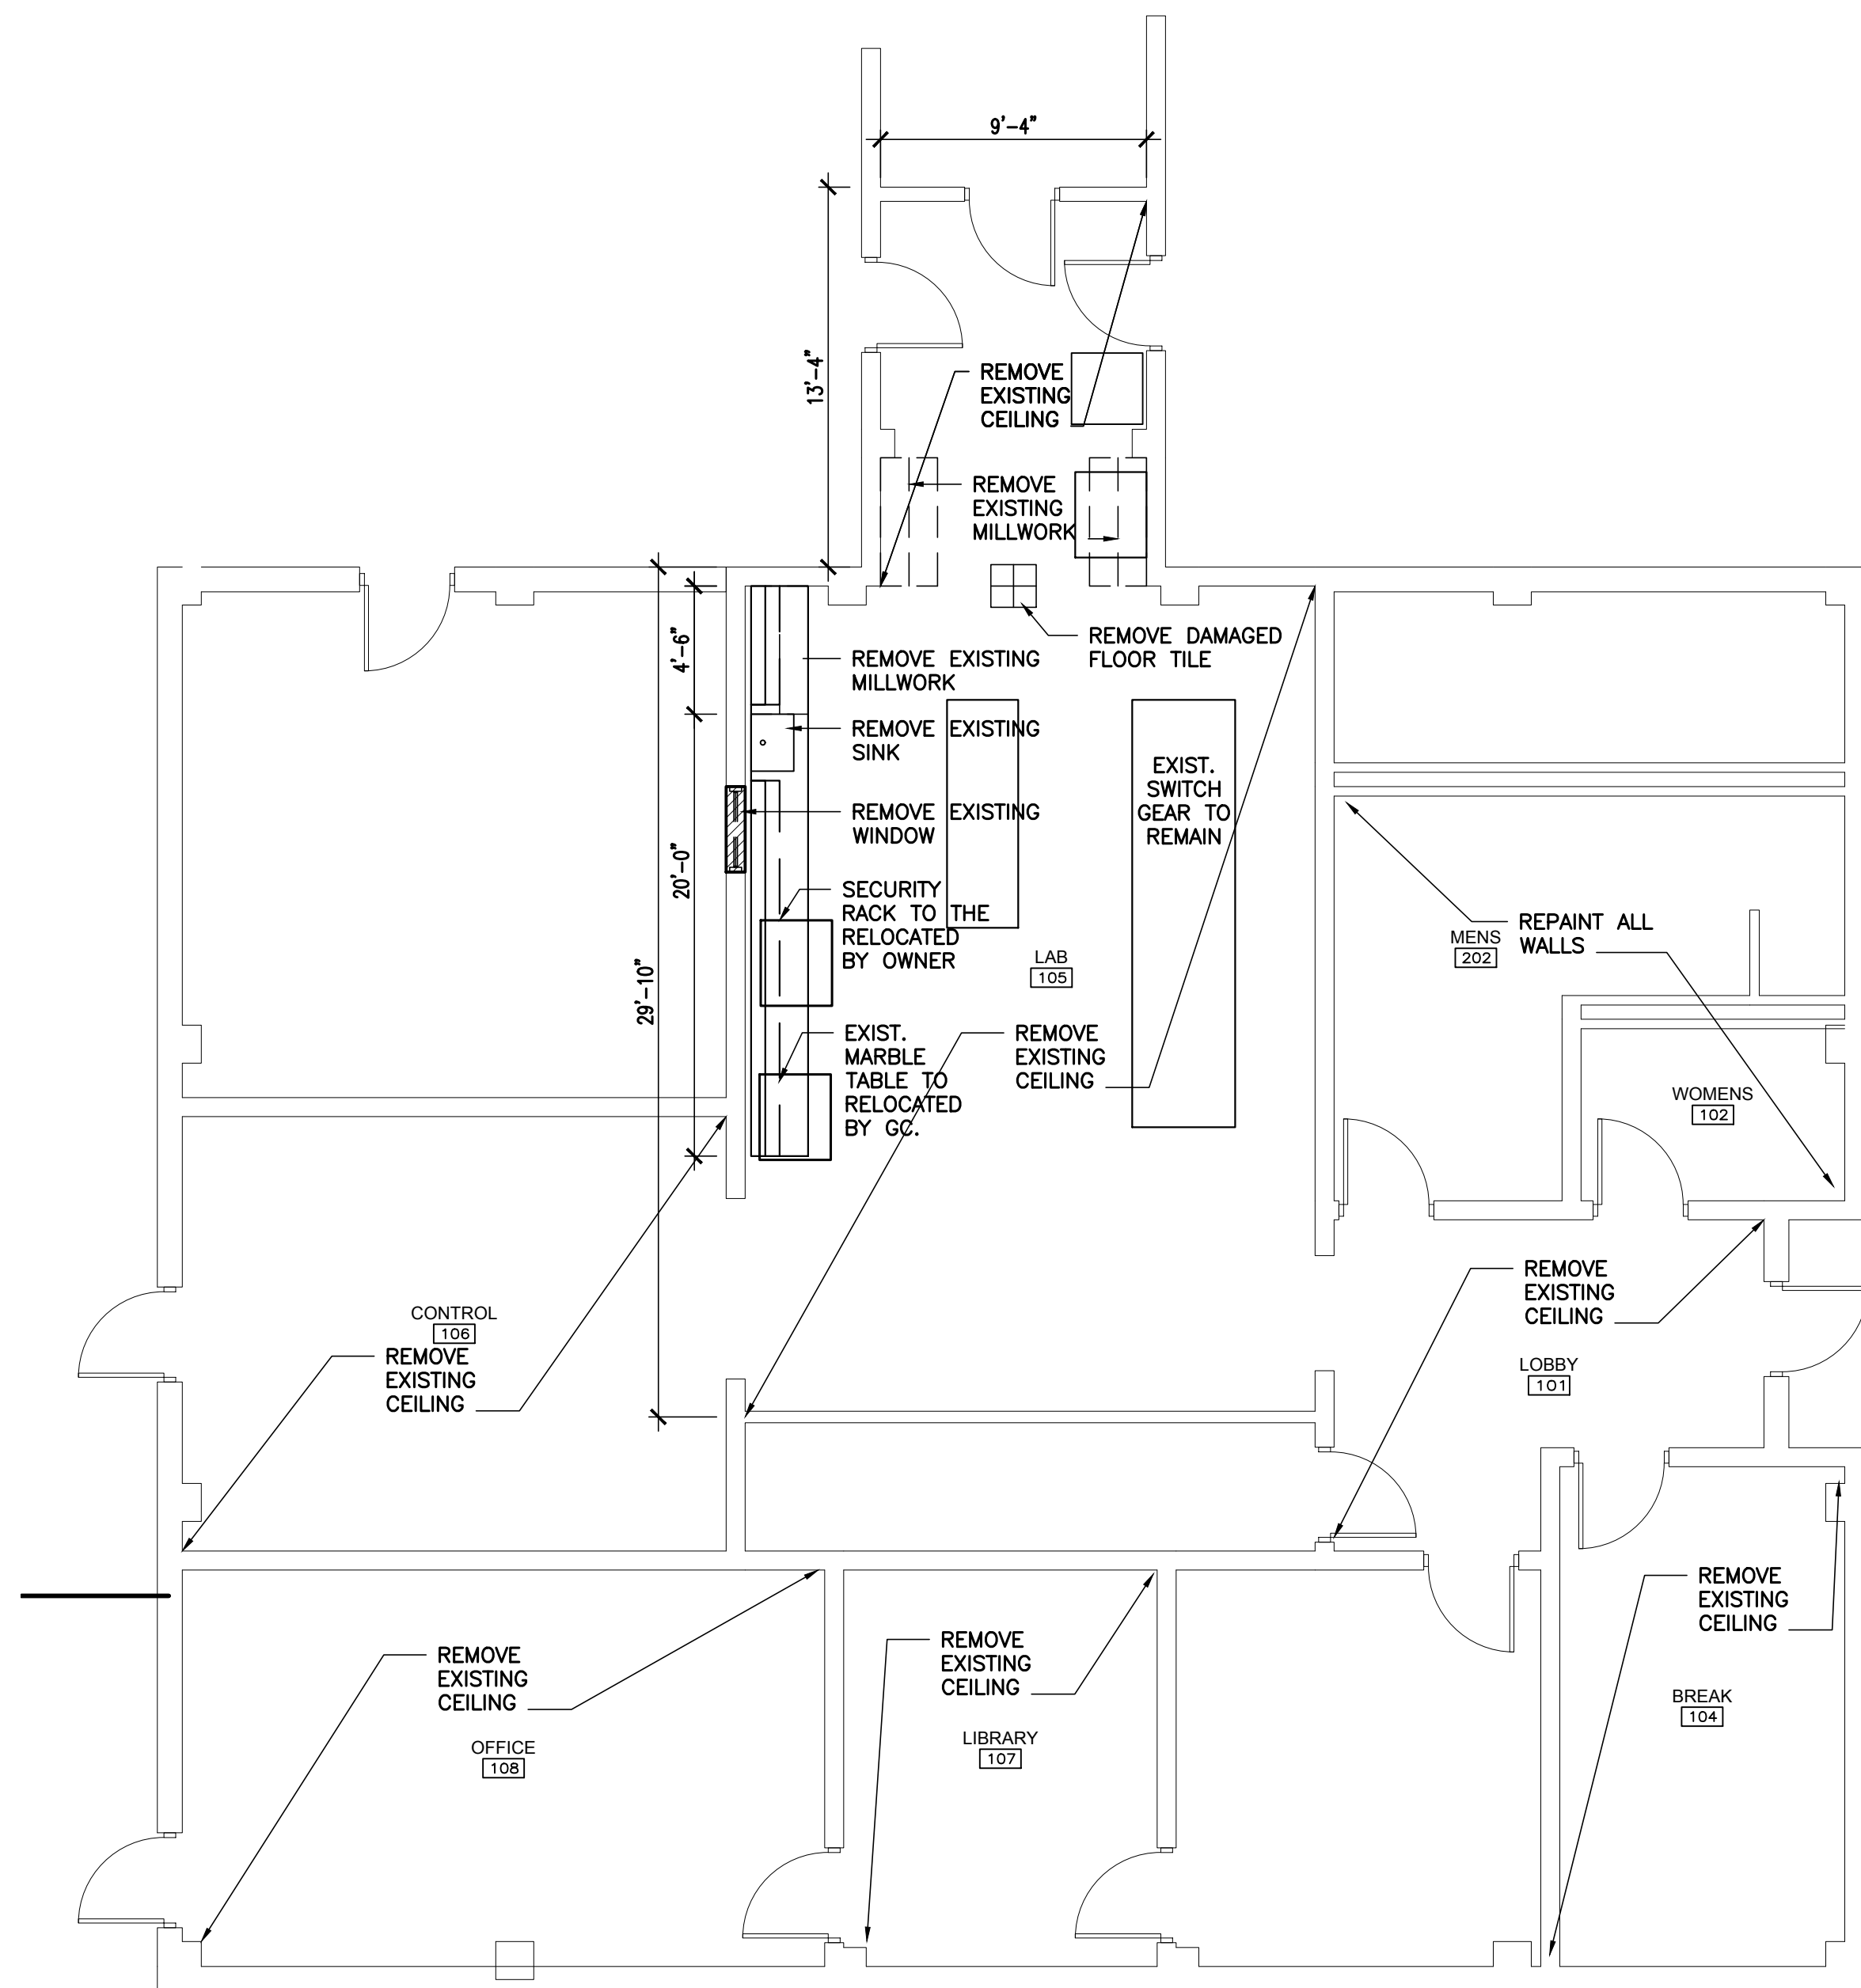 9'-4"
13'-4"
REMOVE
EXISTING
CEILING
REMOVE
EXISTING
MILLWORK
4'-6"
REMOVE DAMAGED
FLOOR TILE
REMOVE EXISTING
MILLWORK
REMOVE EXISTING
SINK
REMOVE EXISTING
WINDOW
EXIST.
SWITCH
GEAR TO
REMAIN
20'-0"
29'-10"
SECURITY
RACK TO THE
RELOCATED
BY OWNER
LAB
105
MENS
202
REPAINT ALL
WALLS
EXIST.
MARBLE
TABLE TO
RELOCATED
BY GC.
REMOVE
EXISTING
CEILING
WOMENS
102
CONTROL
106
REMOVE
EXISTING
CEILING
REMOVE
EXISTING
CEILING
LOBBY
101
REMOVE
EXISTING
CEILING
OFFICE
108
REMOVE
EXISTING
CEILING
LIBRARY
107
REMOVE
EXISTING
CEILING
BREAK
104